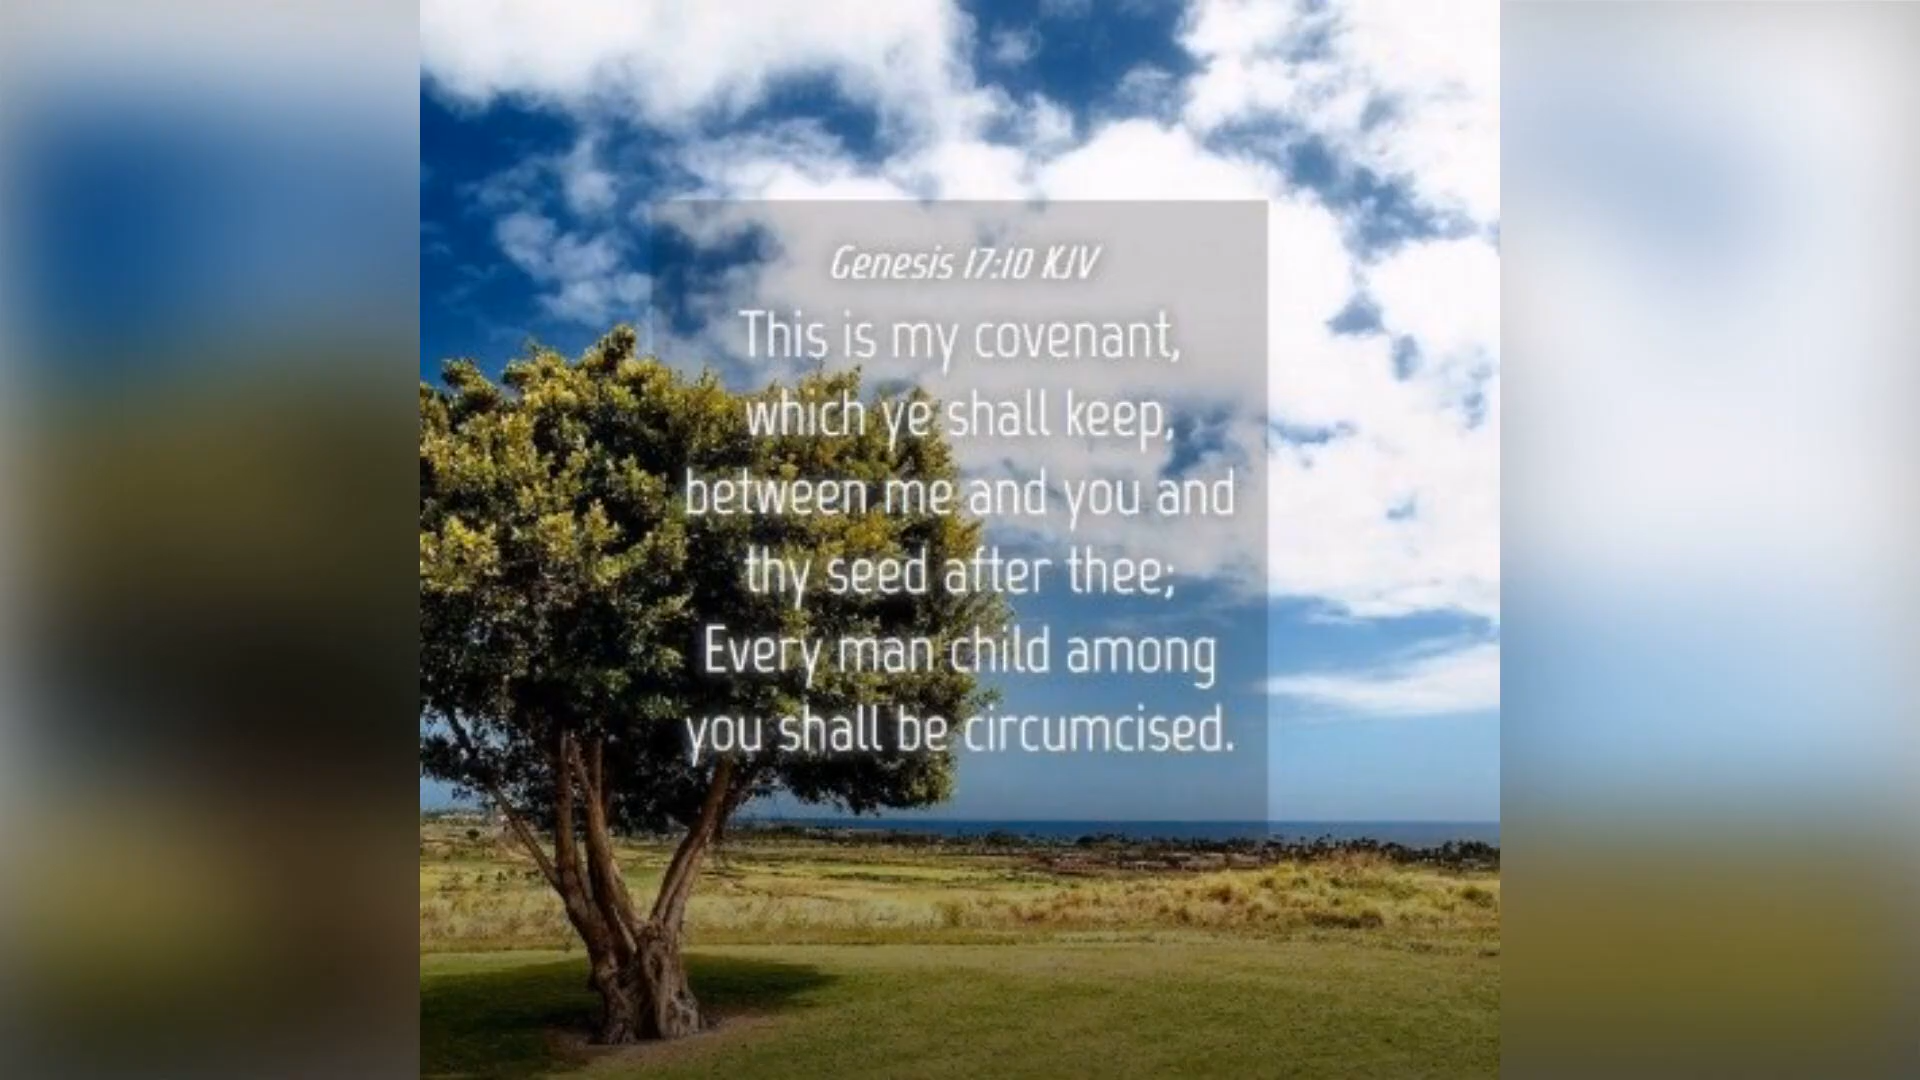 Genesis 17:10 KJV
This is my covenant,
which ye shall keep,
between me and you and
thy seed after thee;
Every man child among
you shall be circumcised.